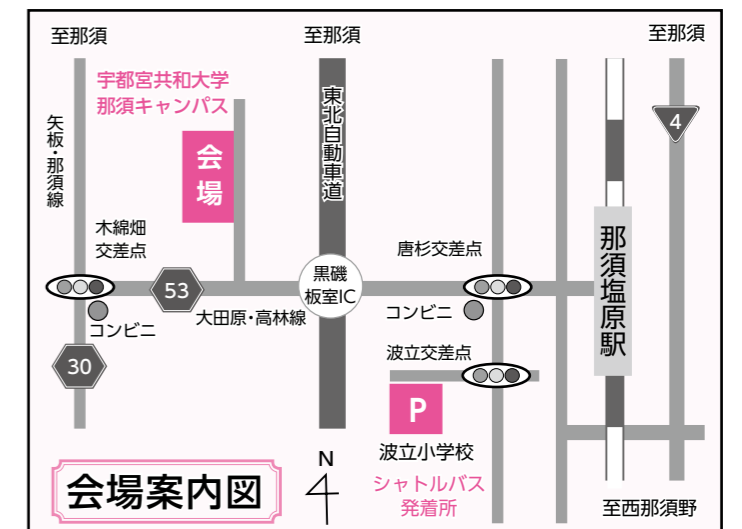 至那須
至那須
至那須
宇都宮共和大学
那須キャンパス
矢板・那須線
会場
東北自動車道
4
木綿畑
交差点
唐杉交差点
那須塩原駅
53
黒磯
板室IC
大田原・高林線
コンビニ
コンビニ
30
波立交差点
P
波立小学校
シャトルバス
発着所
会場案内図
N
至西那須野